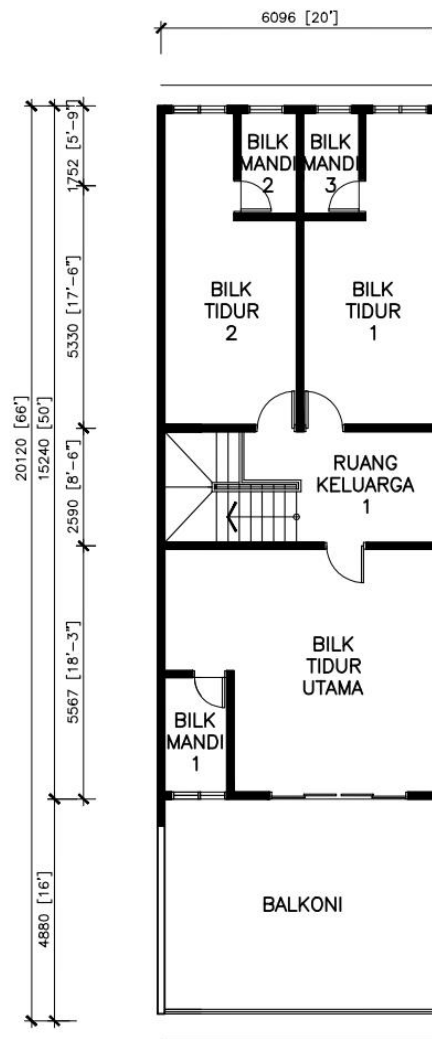 6096 [20']
1752 [5'-9"]
5330 [17'-6"]
2590 [8'-6"]
5567 [18'-3"]
15240 [50']
4880 [16']
20120 [66']
BILK
MANDI
2
BILK
MANDI
3
BILK
TIDUR
2
BILK
TIDUR
1
RUANG
KELUARGA
1
BILK
TIDUR
UTAMA
BILK
MANDI
1
BALKONI